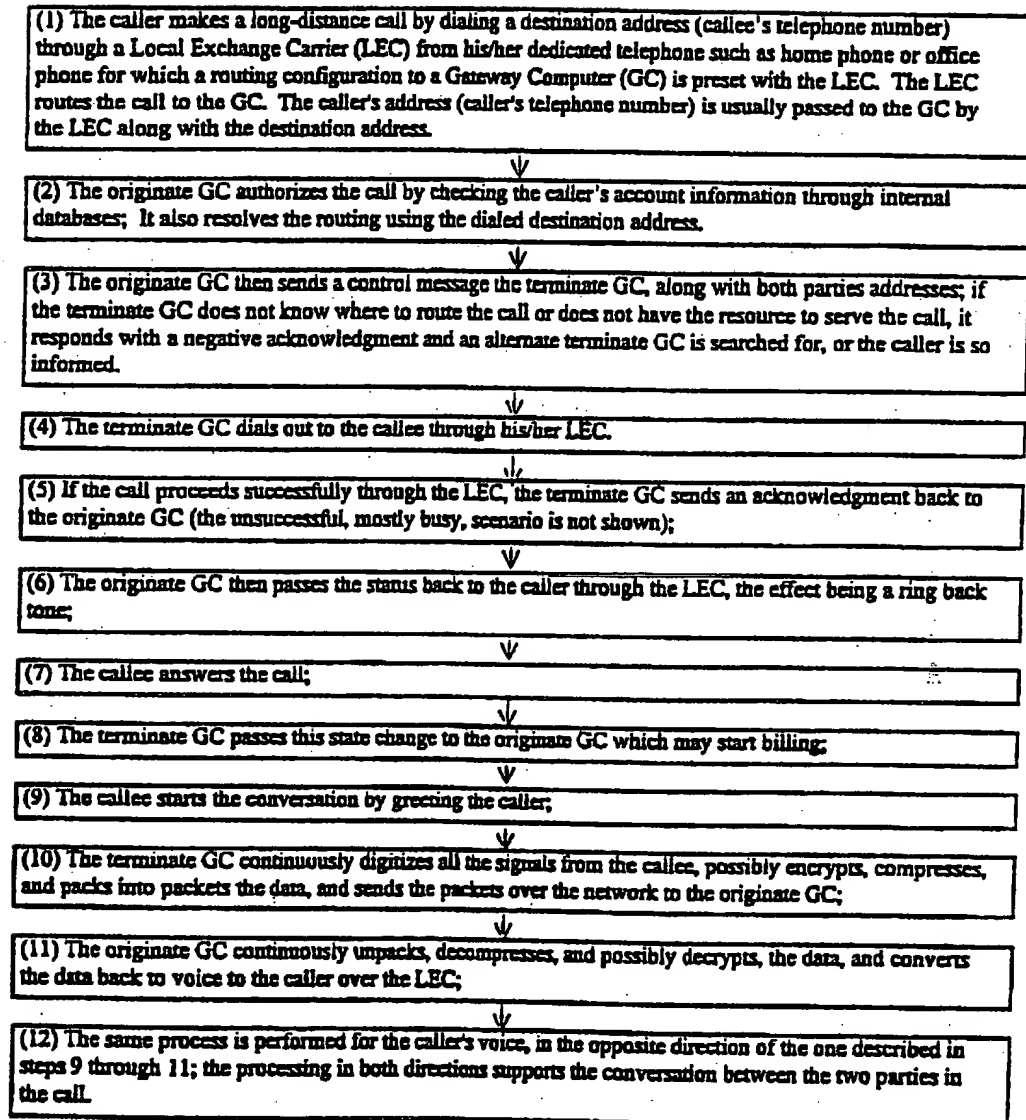 (1) The caller makes a long-distance call by dialing a destination address (callee's telephone number)
through a Local Exchange Carrier (LEC) from his/her dedicated telephone such as home phone or office
phone for which a routing configuration to a Gateway Computer (GC) is preset with the LEC. The LEC
routes the call to the GC. The caller's address (caller's telephone number) is usually passed to the GC by
the LEC along with the destination address.
(2) The originate GC authorizes the call by checking the caller's account information through internal
databases; It also resolves the routing using the dialed destination address.
(3) The originate GC then sends a control message the terminate GC, along with both parties addresses; if
the terminate GC does not know where to route the call or does not have the resource to serve the call, it
responds with a negative acknowledgment and an alternate terminate GC is searched for, or the caller is so
informed.
(4) The terminate GC dials out to the callee through his/her LEC.
(5) If the call proceeds successfully through the LEC, the terminate GC sends an acknowledgment back to
the originate GC (the unsuccessful, mostly busy, scenario is not shown);
(6) The originate GC then passes the status back to the caller through the LEC, the effect being a ring back
tone;
(7) The callee answers the call;
(8) The terminate GC passes this state change to the originate GC which may start billing;
(9) The callee starts the conversation by greeting the caller;
(10) The terminate GC continuously digitizes all the signals from the callee, possibly encrypts, compresses,
and packs into packets the data, and sends the packets over the network to the originate GC;
(11) The originate GC continuously unpacks, decompresses, and possibly decrypts, the data, and converts
the data back to voice to the caller over the LEC;
(12) The same process is performed for the caller's voice, in the opposite direction of the one described in
steps 9 through 11; the processing in both directions supports the conversation between the two parties in
the call.